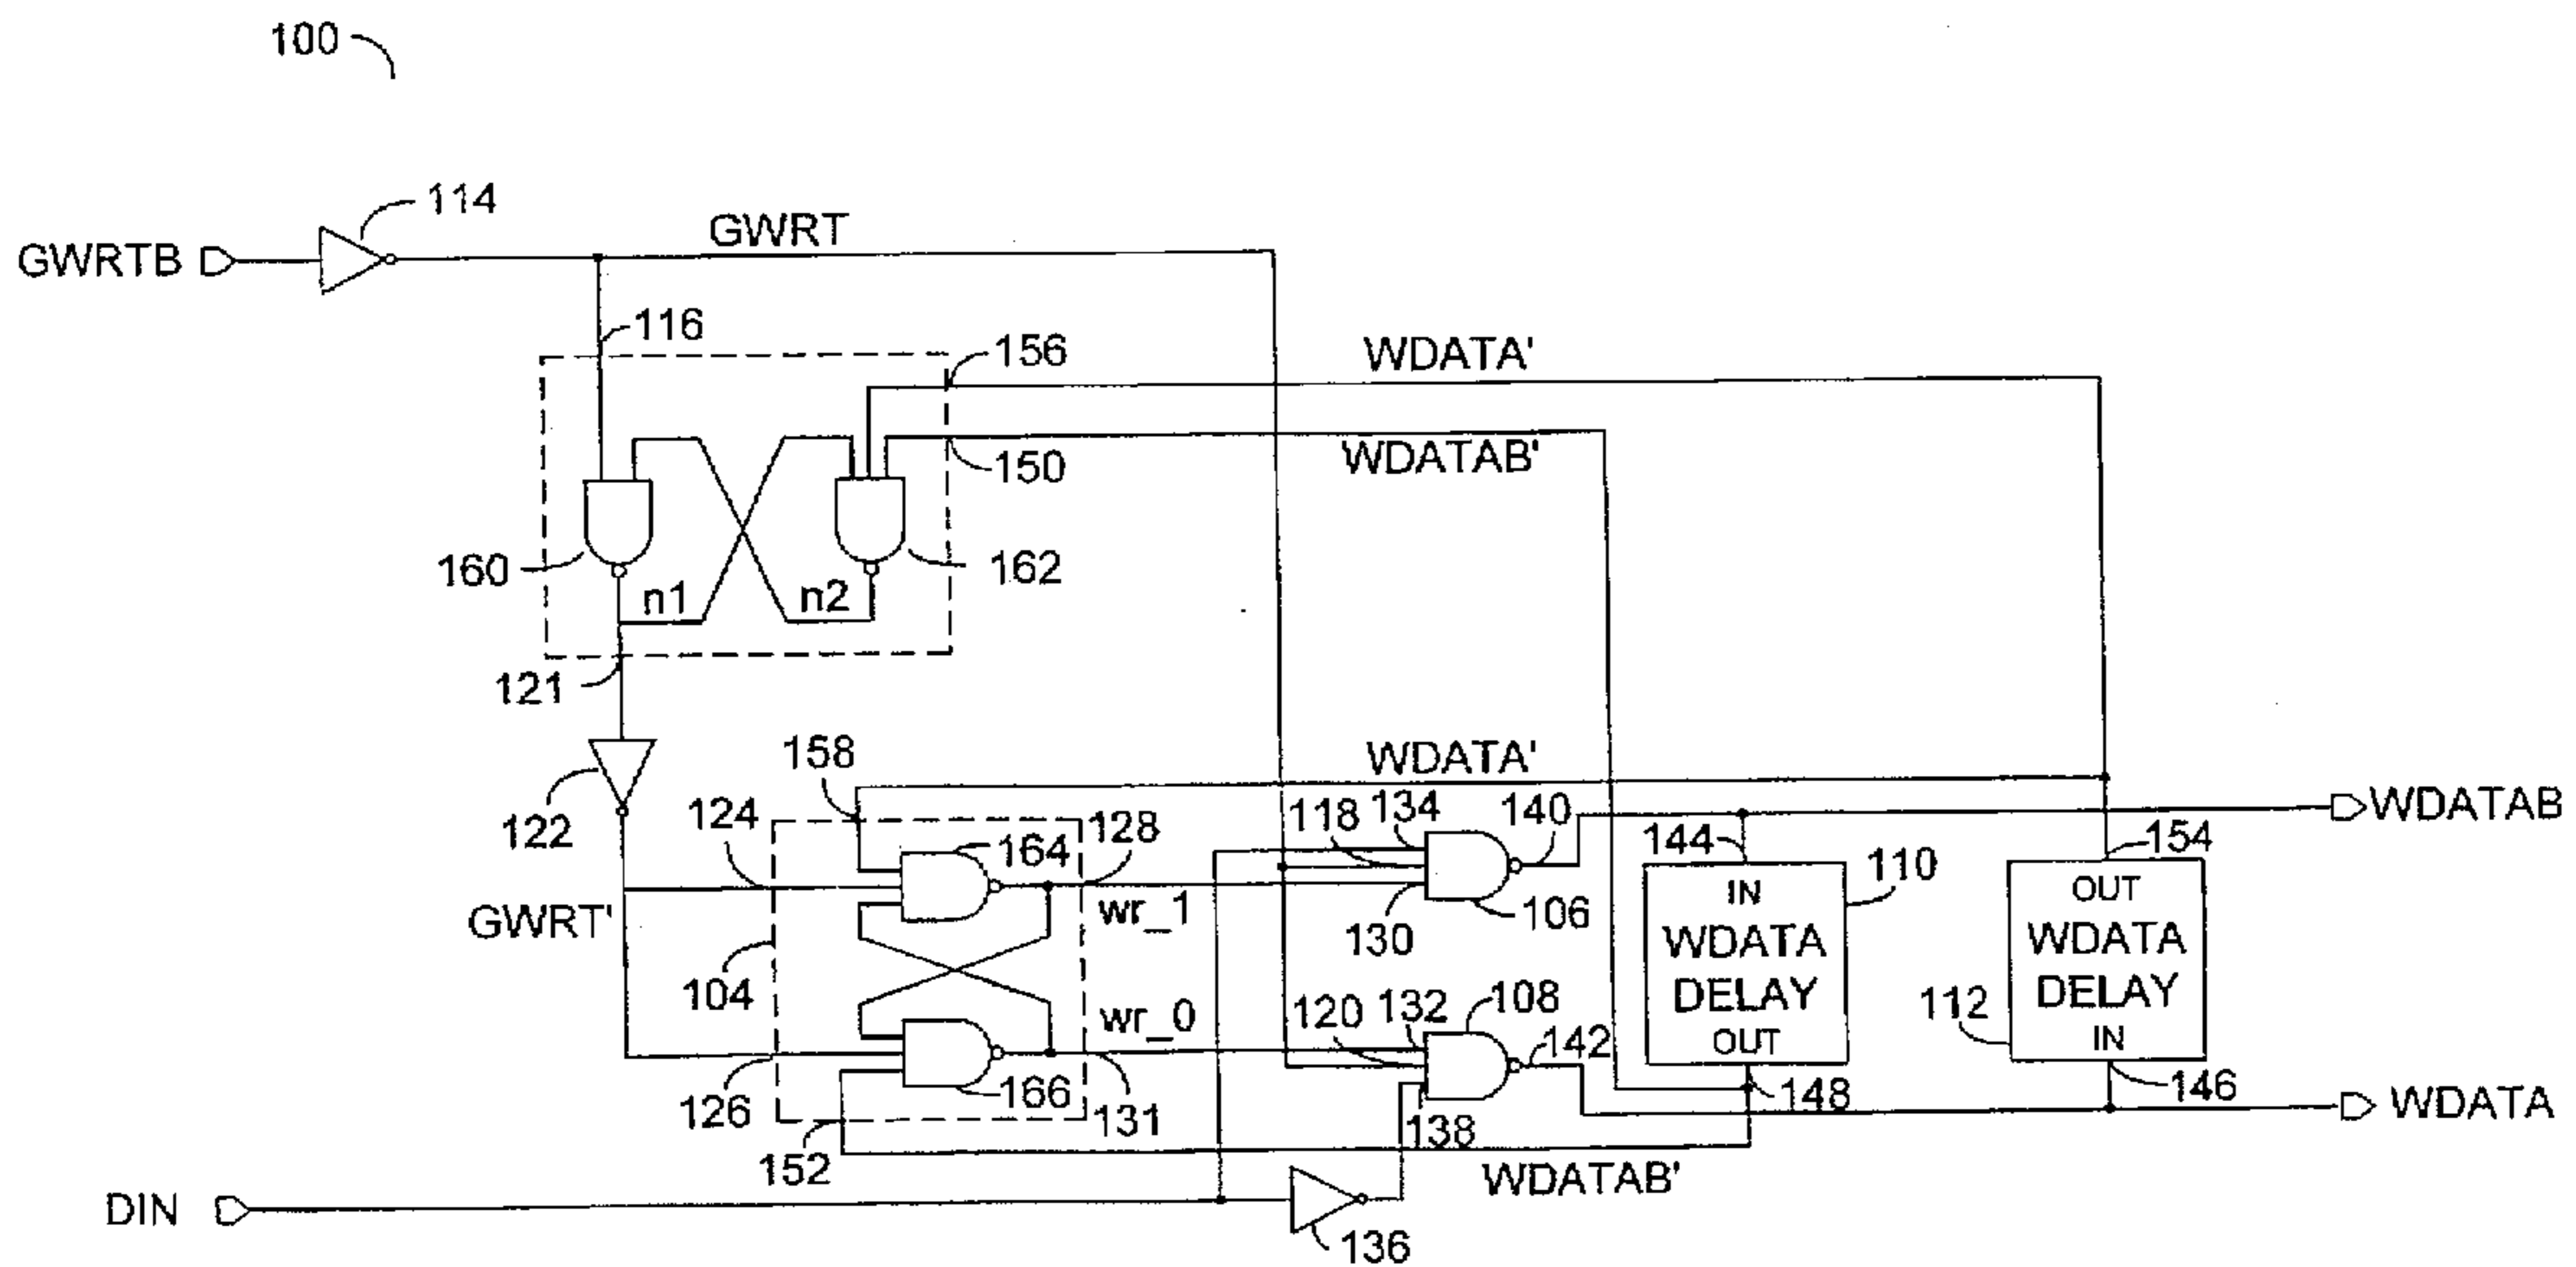 100
114
GWRTB
GWRT
116
156
WDATA'
150
WDATAB'
160
162
n1
n2
121
122
158
WDATA'
124
164
128
118
134
140
144
154
WDATAB
110
IN
WDATA
DELAY
OUT
OUT
WDATA
DELAY
IN
112
GWRT'
wr_1
130
106
104
wr_0
120
132
108
142
126
166
131
138
148
146
WDATA
152
WDATAB'
DIN
136